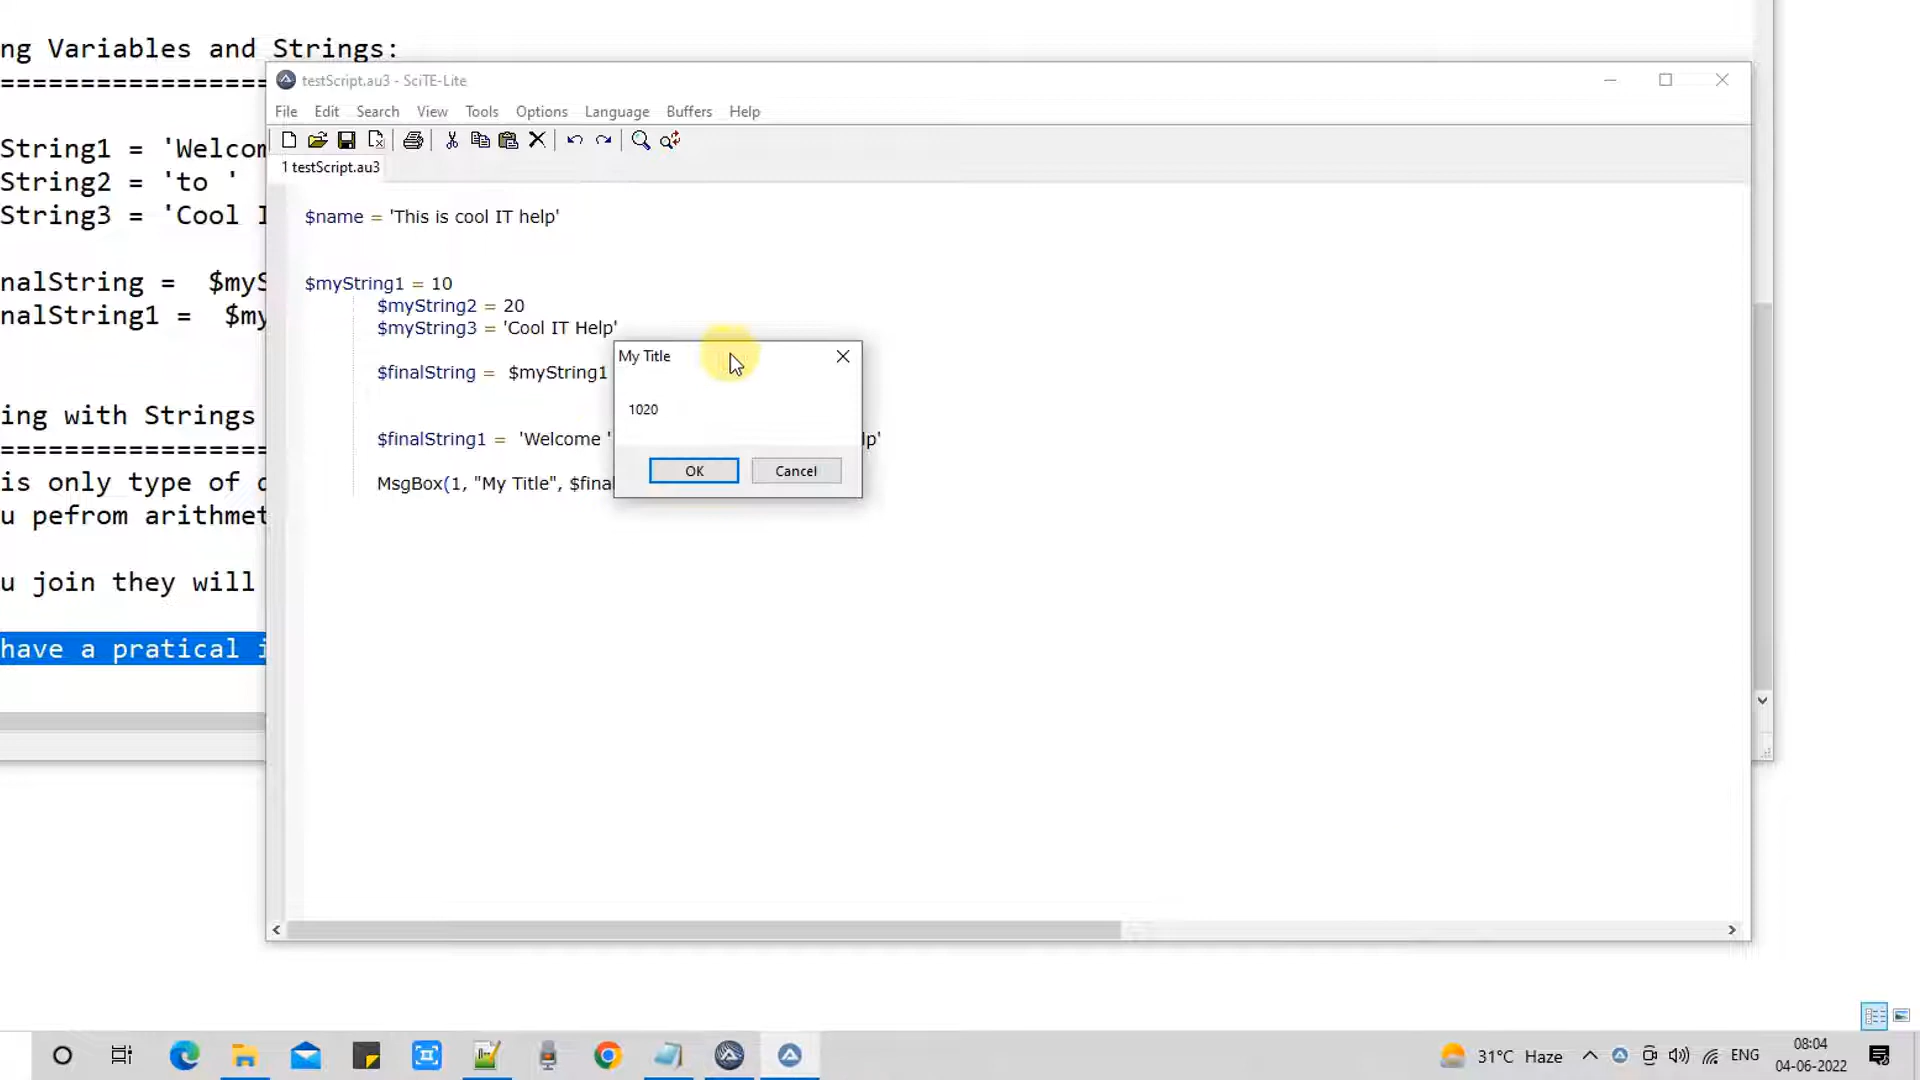 ng Variables and Strings:
====================
String1 = 'Welcom
String2 = 'to '
String3 = 'Cool I
nalString = $myS
nalString1 = $my
ing with Strings
====================
is only type of
u pefrom arithmet
u join they will
have a pratical i
testScript.au3 - SciTE-Lite
File Edit Search View Tools Options Language Buffers Help
1 testScript.au3
$name = 'This is cool IT help'
$myString1 = 10
$myString2 = 20
$myString3 = 'Cool IT Help'
$finalString = $myString1
$finalString1 = 'Welcome ' lp'
MsgBox(1, "My Title", $final
My Title
1020
OK Cancel
31°C Haze
ENG
08:04
04-06-2022